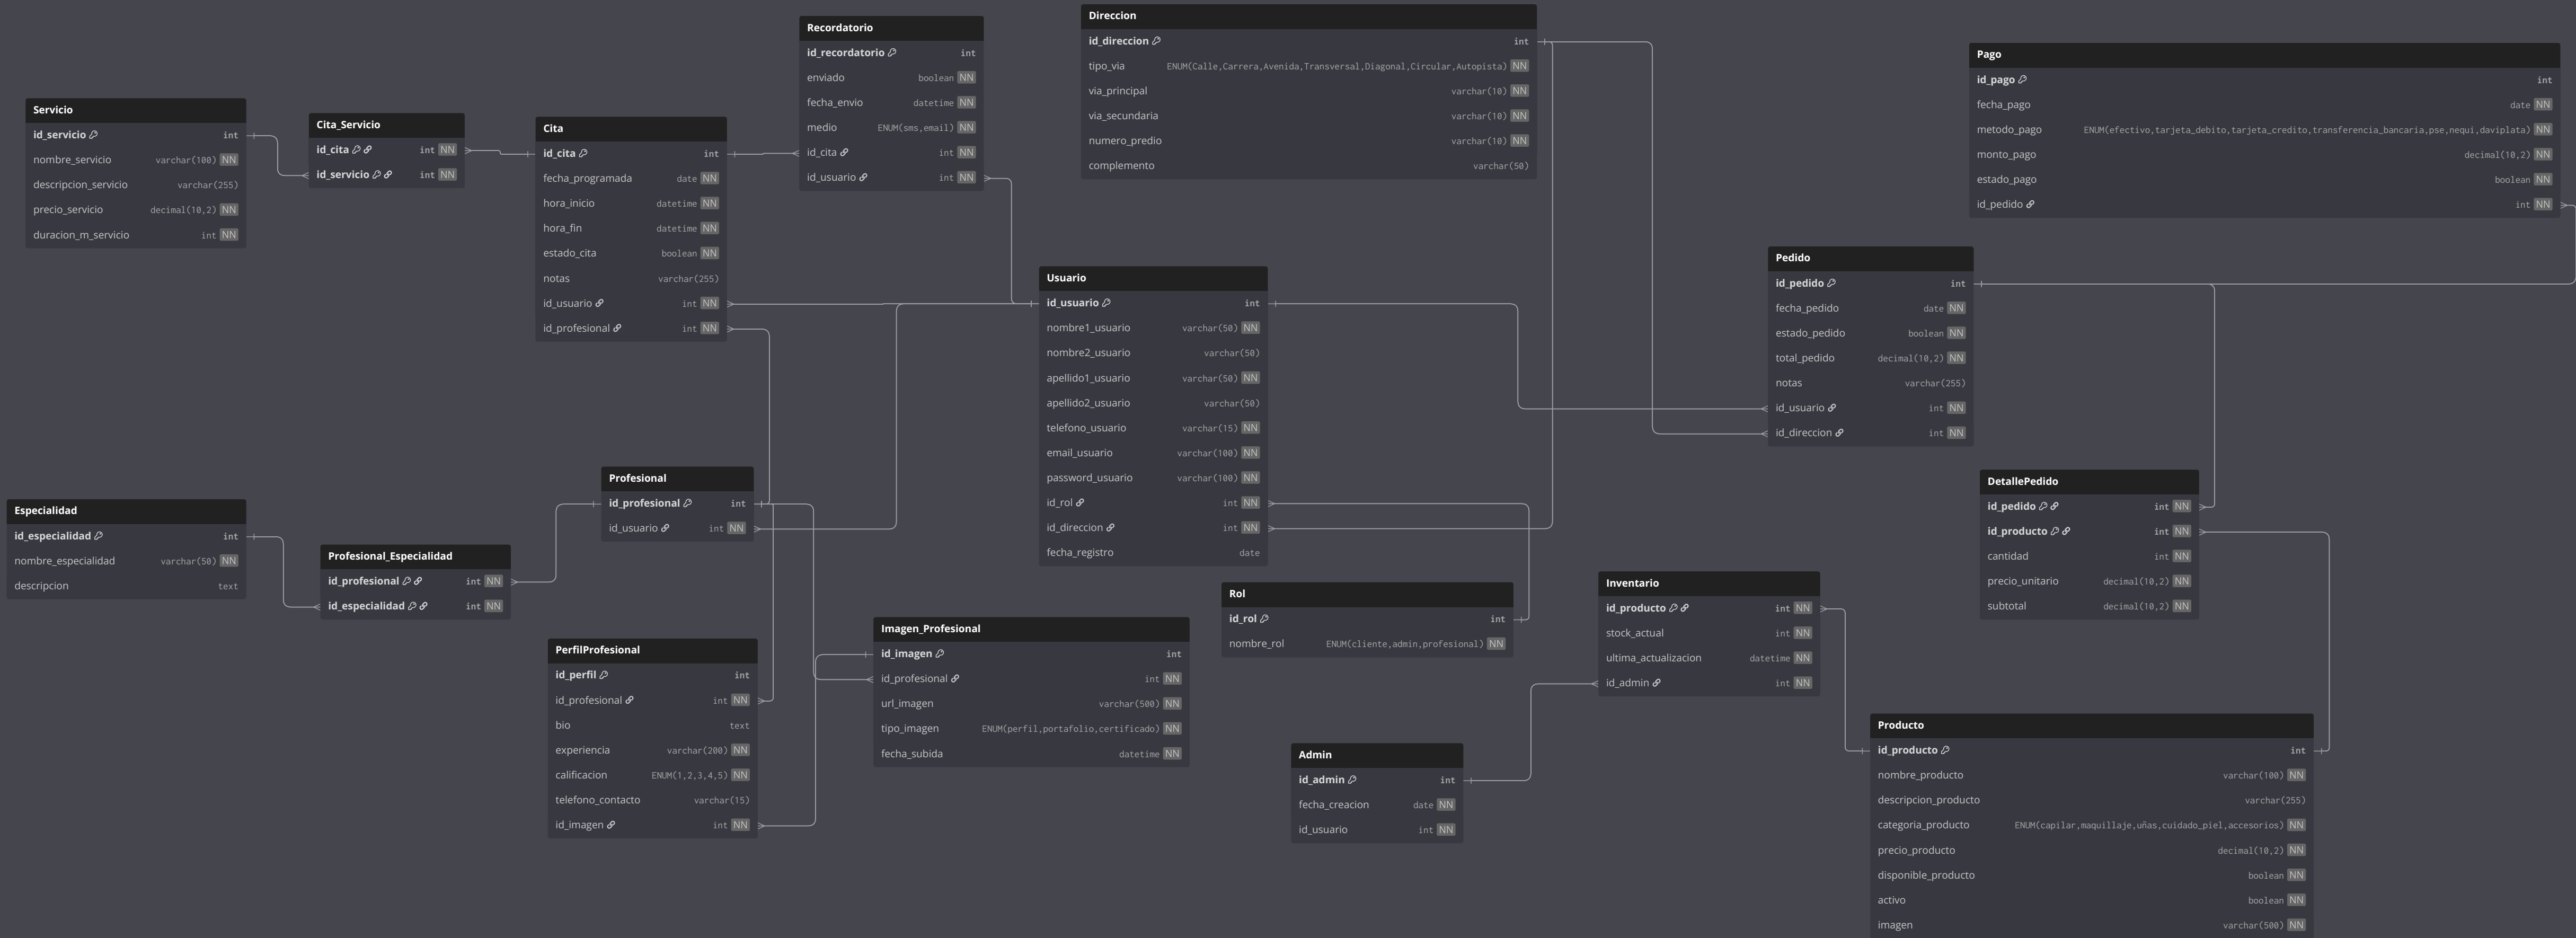 Servicio
id_servicio int
nombre_servicio varchar(100) NN
descripcion_servicio varchar(255)
precio_servicio decimal(10,2) NN
duracion_m_servicio int NN
Cita_Servicio
id_cita int NN
id_servicio int NN
Cita
id_cita int
fecha_programada date NN
hora_inicio datetime NN
hora_fin datetime NN
estado_cita boolean NN
notas varchar(255)
id_usuario int NN
id_profesional int NN
Recordatorio
id_recordatorio int
enviado boolean NN
fecha_envio datetime NN
medio ENUM(sms,email) NN
id_cita int NN
id_usuario int NN
Direccion
id_direccion int
tipo_via ENUM(Calle,Carrera,Avenida,Transversal,Diagonal,Circular,Autopista) NN
via_principal varchar(10) NN
via_secundaria varchar(10) NN
numero_predio varchar(10) NN
complemento varchar(50)
Pago
id_pago int
fecha_pago date NN
metodo_pago ENUM(efectivo,tarjeta_debito,tarjeta_credito,transferencia_bancaria,pse,nequi,daviplata) NN
monto_pago decimal(10,2) NN
estado_pago boolean NN
id_pedido int NN
Usuario
id_usuario int
nombre1_usuario varchar(50) NN
nombre2_usuario varchar(50)
apellido1_usuario varchar(50) NN
apellido2_usuario varchar(50)
telefono_usuario varchar(15) NN
email_usuario varchar(100) NN
password_usuario varchar(100) NN
id_rol int NN
id_direccion int NN
fecha_registro date
Pedido
id_pedido int
fecha_pedido date NN
estado_pedido boolean NN
total_pedido decimal(10,2) NN
notas varchar(255)
id_usuario int NN
id_direccion int NN
Especialidad
id_especialidad int
nombre_especialidad varchar(50) NN
descripcion text
Profesional_Especialidad
id_profesional int NN
id_especialidad int NN
Profesional
id_profesional int
id_usuario int NN
PerfilProfesional
id_perfil int
id_profesional int NN
bio text
experiencia varchar(200) NN
calificacion ENUM(1,2,3,4,5) NN
telefono_contacto varchar(15)
id_imagen int NN
Imagen_Profesional
id_imagen int
id_profesional int NN
url_imagen varchar(500) NN
tipo_imagen ENUM(perfil,portafolio,certificado) NN
fecha_subida datetime NN
Rol
id_rol int
nombre_rol ENUM(cliente,admin,profesional) NN
Admin
id_admin int
fecha_creacion date NN
id_usuario int NN
Inventario
id_producto int NN
stock_actual int NN
ultima_actualizacion datetime NN
id_admin int NN
DetallePedido
id_pedido int NN
id_producto int NN
cantidad int NN
precio_unitario decimal(10,2) NN
subtotal decimal(10,2) NN
Producto
id_producto int
nombre_producto varchar(100) NN
descripcion_producto varchar(255)
categoria_producto ENUM(capilar,maquillaje,uñas,cuidado_piel,accesorios) NN
precio_producto decimal(10,2) NN
disponible_producto boolean NN
activo boolean NN
imagen varchar(500) NN